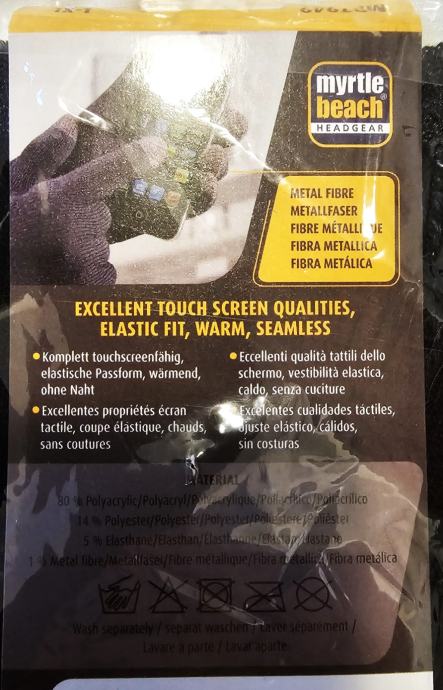 L-XL
MB7949
myrtle
beach®
HEADGEAR
METAL FIBRE
METALLFASER
FIBRE MÉTALLIQUE
FIBRA METALLICA
FIBRA METÁLICA
EXCELLENT TOUCH SCREEN QUALITIES,
ELASTIC FIT, WARM, SEAMLESS
Komplett touchscreenfähig,
elastische Passform, wärmend,
ohne Naht
Excellentes propriétés écran
tactile, coupe élastique, chauds,
sans coutures
Eccellenti qualità tattili dello
schermo, vestibilità elastica,
caldo, senza cuciture
Excelentes cualidades táctiles,
ajuste elástico, cálidos,
sin costuras
MATERIAL
80 % Polyacrylic/Polyacryl/Polyacrylique/Poliacrilico/Poliacrílico
14 % Polyester/Polyester/Polyester/Poliestere/Poliéster
5 % Elasthane/Elasthan/Elasthanne/Elastan/Elastano
1 % Metal fibre/Metallfaser/Fibre métallique/Fibra metallica/Fibra metálica
Wash separately / separat waschen / Laver séparément /
Lavare a parte / Lavar aparte